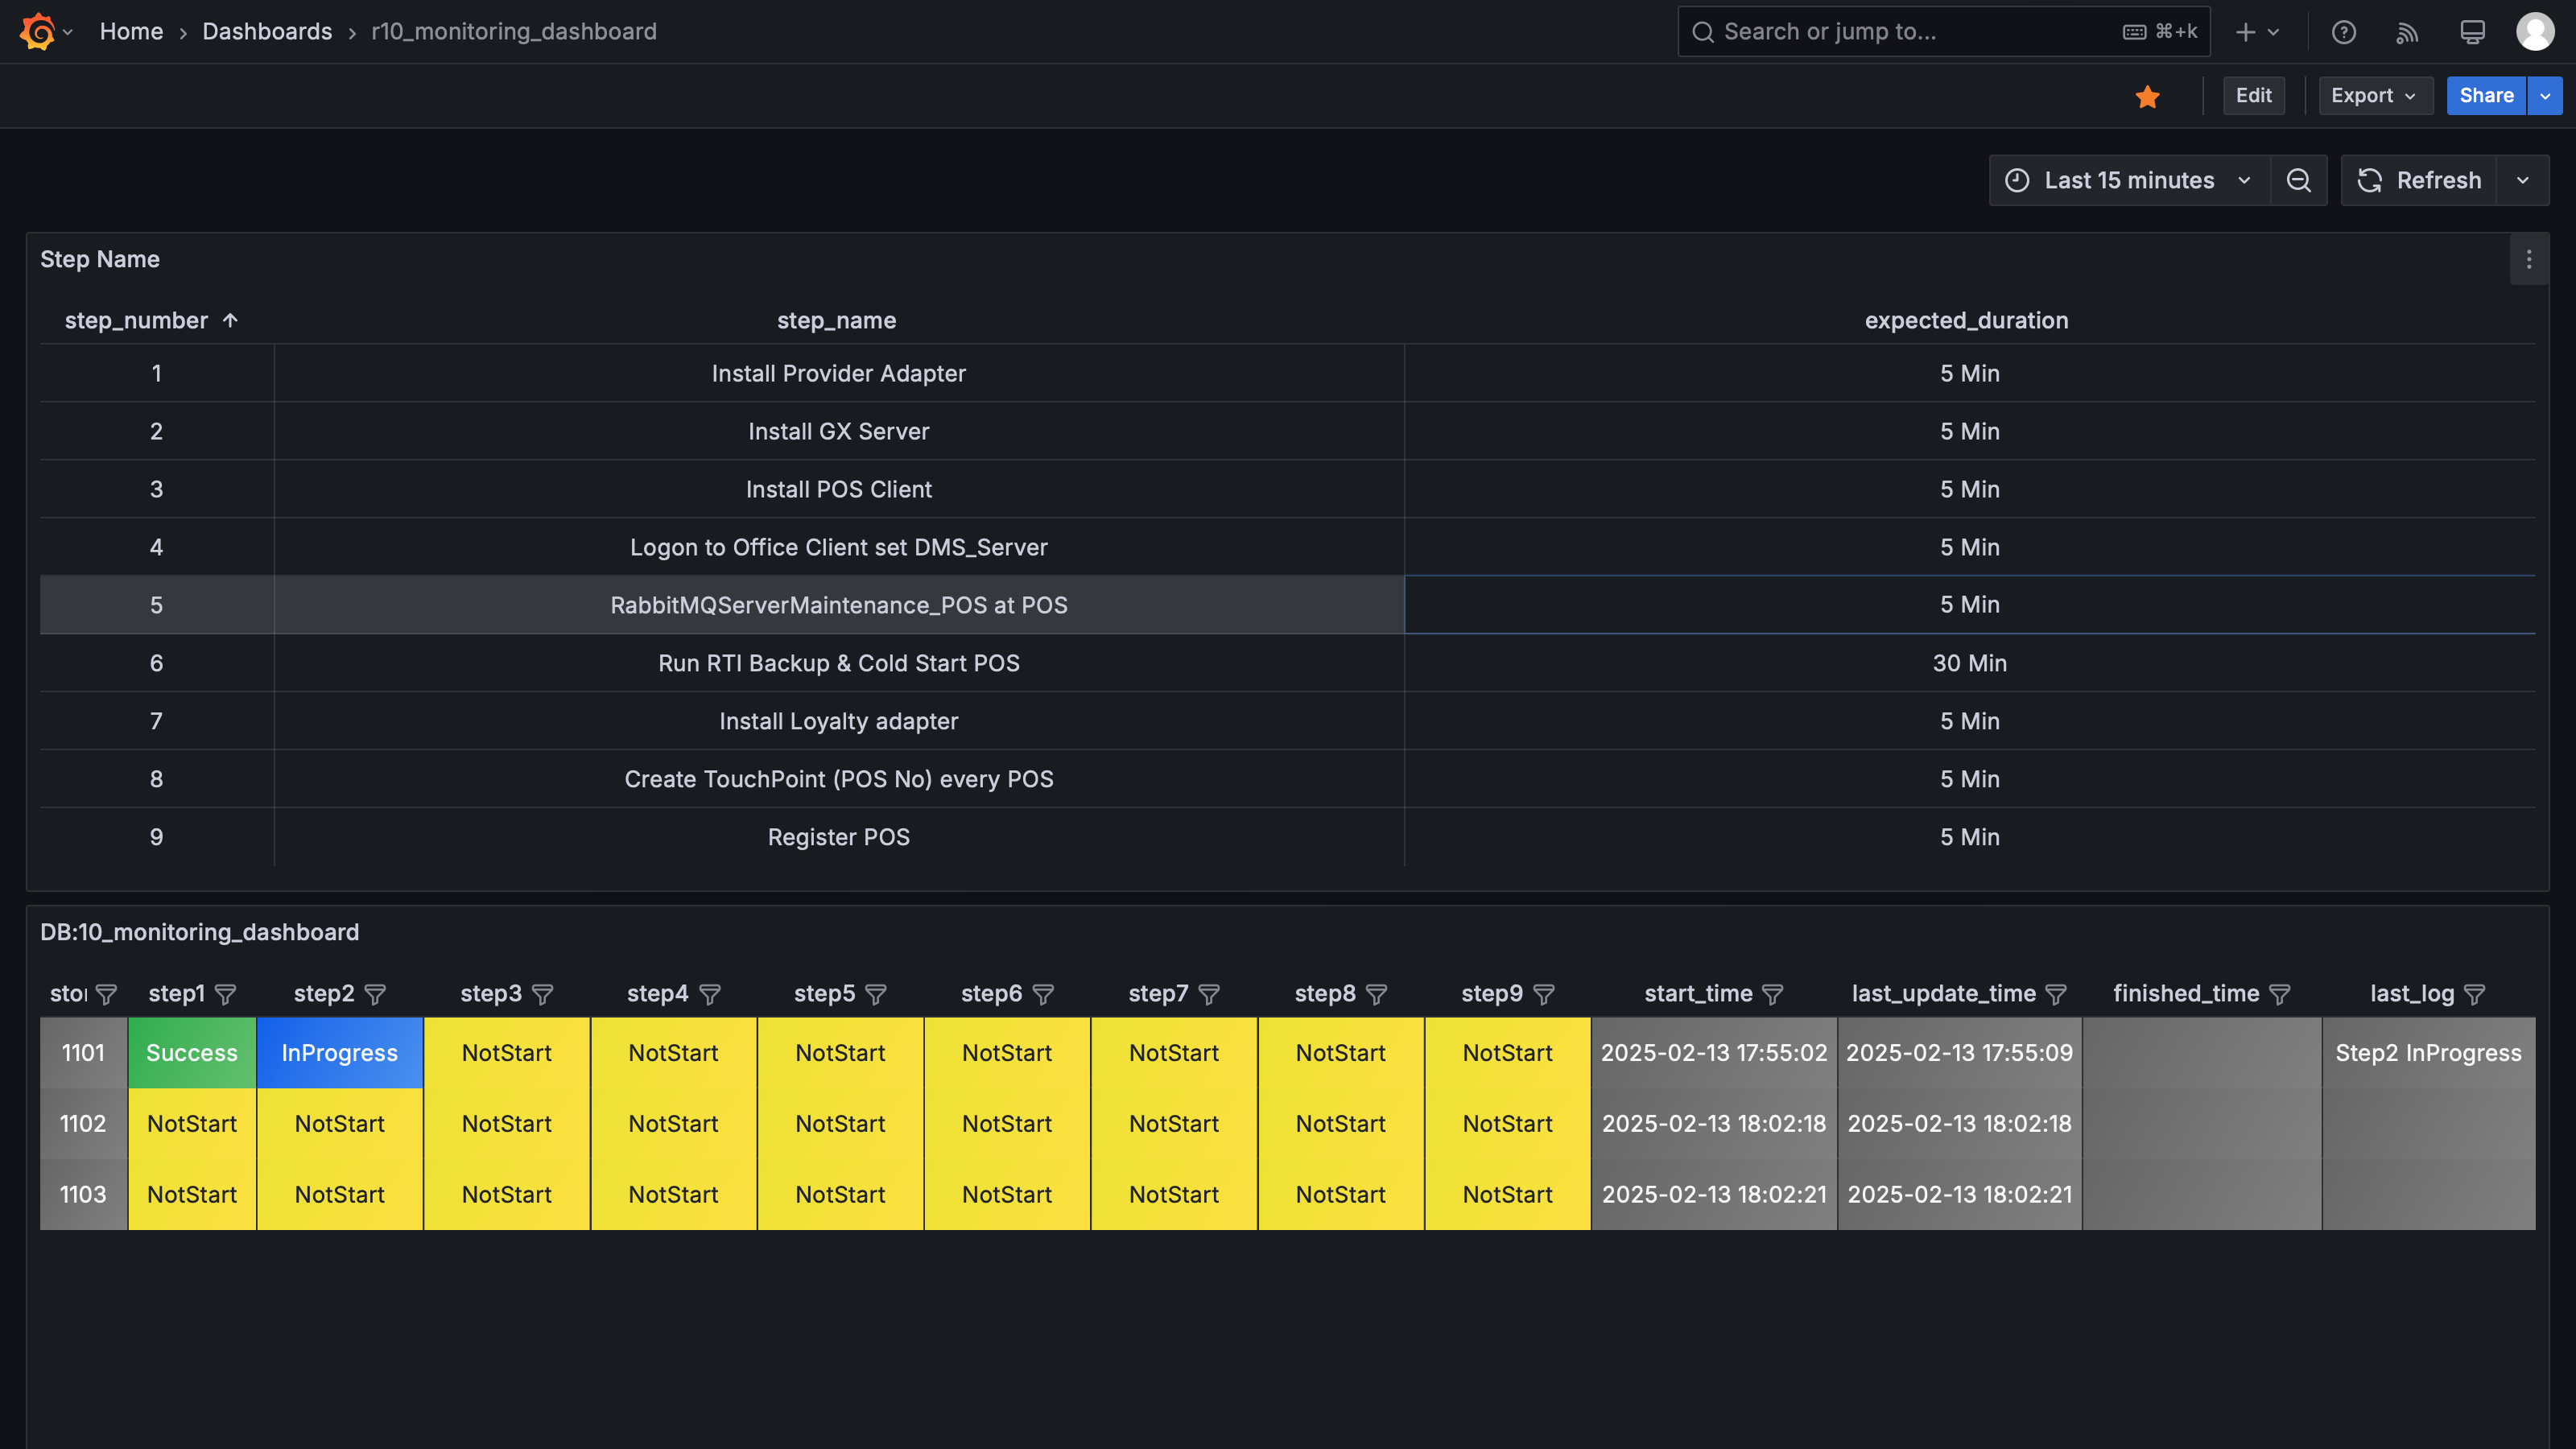 Home › Dashboards › r10_monitoring_dashboard Search or jump to... ⌘+k
Edit Export Share
Last 15 minutes Refresh
Step Name
step_number ↑ step_name expected_duration
1 Install Provider Adapter 5 Min
2 Install GX Server 5 Min
3 Install POS Client 5 Min
4 Logon to Office Client set DMS_Server 5 Min
5 RabbitMQServerMaintenance_POS at POS 5 Min
6 Run RTI Backup & Cold Start POS 30 Min
7 Install Loyalty adapter 5 Min
8 Create TouchPoint (POS No) every POS 5 Min
9 Register POS 5 Min
DB:10_monitoring_dashboard
sto step1 step2 step3 step4 step5 step6 step7 step8 step9 start_time last_update_time finished_time last_log
1101 Success InProgress NotStart NotStart NotStart NotStart NotStart NotStart NotStart 2025-02-13 17:55:02 2025-02-13 17:55:09 Step2 InProgress
1102 NotStart NotStart NotStart NotStart NotStart NotStart NotStart NotStart NotStart 2025-02-13 18:02:18 2025-02-13 18:02:18
1103 NotStart NotStart NotStart NotStart NotStart NotStart NotStart NotStart NotStart 2025-02-13 18:02:21 2025-02-13 18:02:21